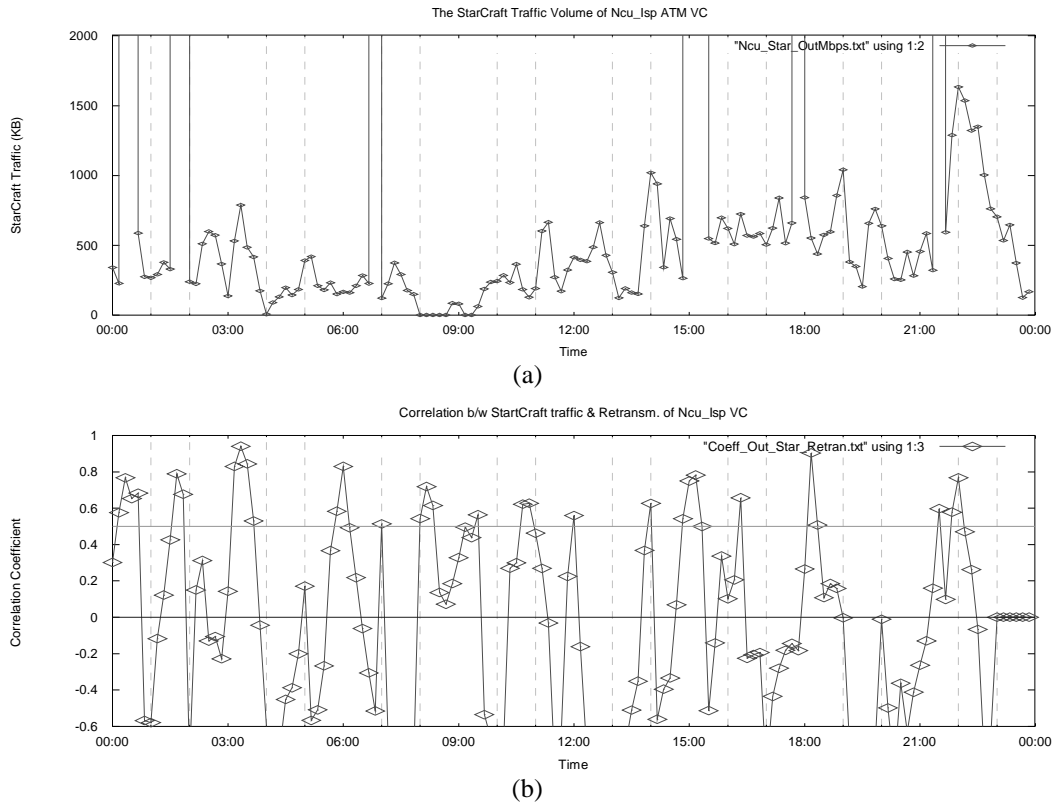 The StarCraft Traffic Volume of Ncu_Isp ATM VC
2000
"Ncu_Star_OutMbps.txt" using 1:2
1500
StarCraft Traffic (KB)
1000
500
0
00:00 03:00 06:00 09:00 12:00 15:00 18:00 21:00 00:00
Time
(a)
Correlation b/w StartCraft traffic & Retransm. of Ncu_Isp VC
1
"Coeff_Out_Star_Retran.txt" using 1:3
0.8
0.6
0.4
Correlation Coefficient
0.2
0
-0.2
-0.4
-0.6
00:00 03:00 06:00 09:00 12:00 15:00 18:00 21:00 00:00
Time
(b)